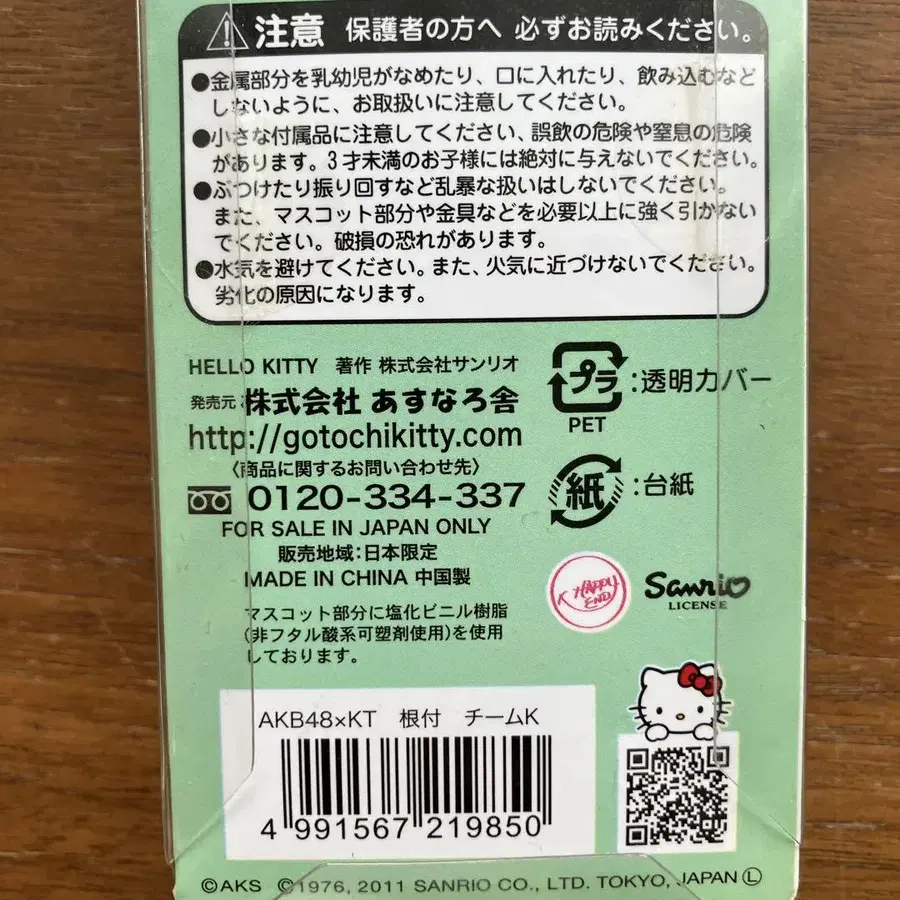 注意 保護者の方へ 必ずお読みください。
●金属部分を乳幼児がなめたり、口に入れたり、飲み込むなど
しないように、お取扱いに注意してください。
●小さな付属品に注意してください、誤飲の危険や窒息の危険
があります。3才未満のお子様には絶対に与えないでください。
●ぶつけたり振り回すなど乱暴な扱いはしないでください。
また、マスコット部分や金具などを必要以上に強く引かない
でください。破損の恐れがあります。
●水気を避けてください。また、火気に近づけないでください。
劣化の原因になります。
HELLO KITTY 著作 株式会社サンリオ
発売元 株式会社 あすなろ舎
http://gotochikitty.com
〈商品に関するお問い合わせ先〉
0120-334-337
FOR SALE IN JAPAN ONLY
販売地域:日本限定
MADE IN CHINA 中国製
マスコット部分に塩化ビニル樹脂
(非フタル酸系可塑剤使用)を使用
しております。
プラ:透明カバー
PET
紙:台紙
K HAPPY
END
Sanrio
LICENSE
AKB48×KT 根付 チームK
4 991567 219850
©AKS ©1976, 2011 SANRIO CO., LTD. TOKYO, JAPAN Ⓛ